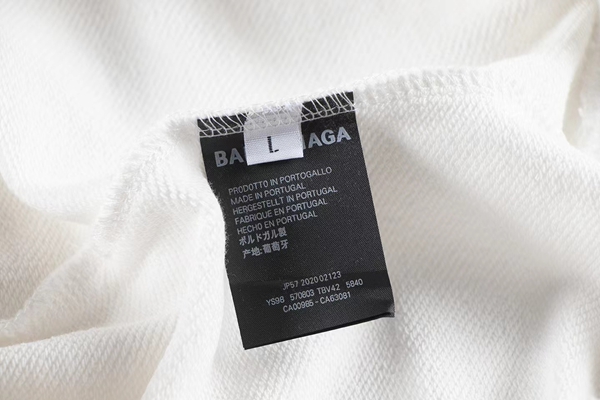 L
BA AGA
PRODOTTO IN PORTOGALLO
MADE IN PORTUGAL
HERGESTELLT IN PORTUGAL
FABRIQUE EN PORTUGAL
HECHO EN PORTUGAL
ポルトガル製
产地:葡萄牙
JP57 2020 02123
YS98 570803 TBV42 5840
CA00985 - CA63081